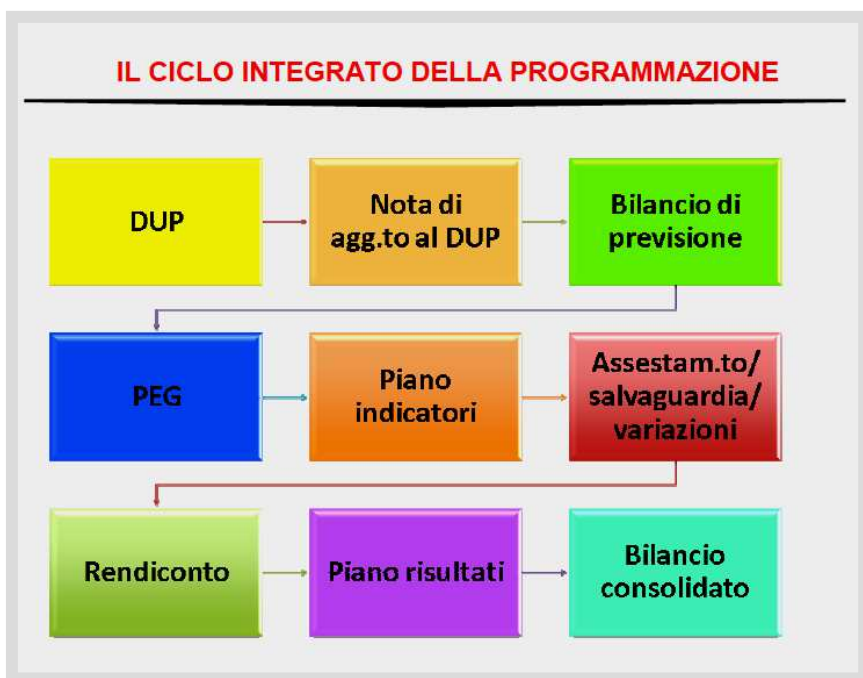 IL CICLO INTEGRATO DELLA PROGRAMMAZIONE
DUP
Nota di
agg.to al DUP
Bilancio di
previsione
PEG
Piano
indicatori
Assestam.to/
salvaguardia/
variazioni
Rendiconto
Piano risultati
Bilancio
consolidato